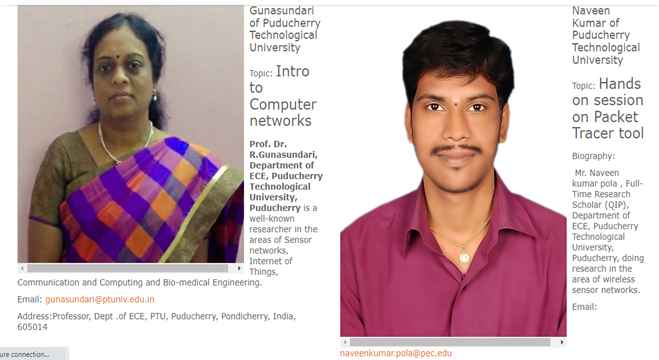 Gunasundari
of Puducherry
Technological
University
Topic: Intro
to
Computer
networks
Prof. Dr.
R.Gunasundari,
Department of
ECE, Puducherry
Technological
University,
Puducherry is a
well-known
researcher in the
areas of Sensor
networks,
Internet of
Things,
Communication and Computing and Bio-medical Engineering.
Email: gunasundari@ptuniv.edu.in
Address:Professor, Dept .of ECE, PTU, Puducherry, Pondicherry, India,
605014
ure connection...
Naveen
Kumar of
Puducherry
Technological
University
Topic: Hands
on session
on Packet
Tracer tool
Biography:
Mr. Naveen
kumar pola , Full-
Time Research
Scholar (QIP),
Department of
ECE, Puducherry
Technological
University,
Puducherry, doing
research in the
area of wireless
sensor networks.
Email:
naveenkumar.pola@pec.edu